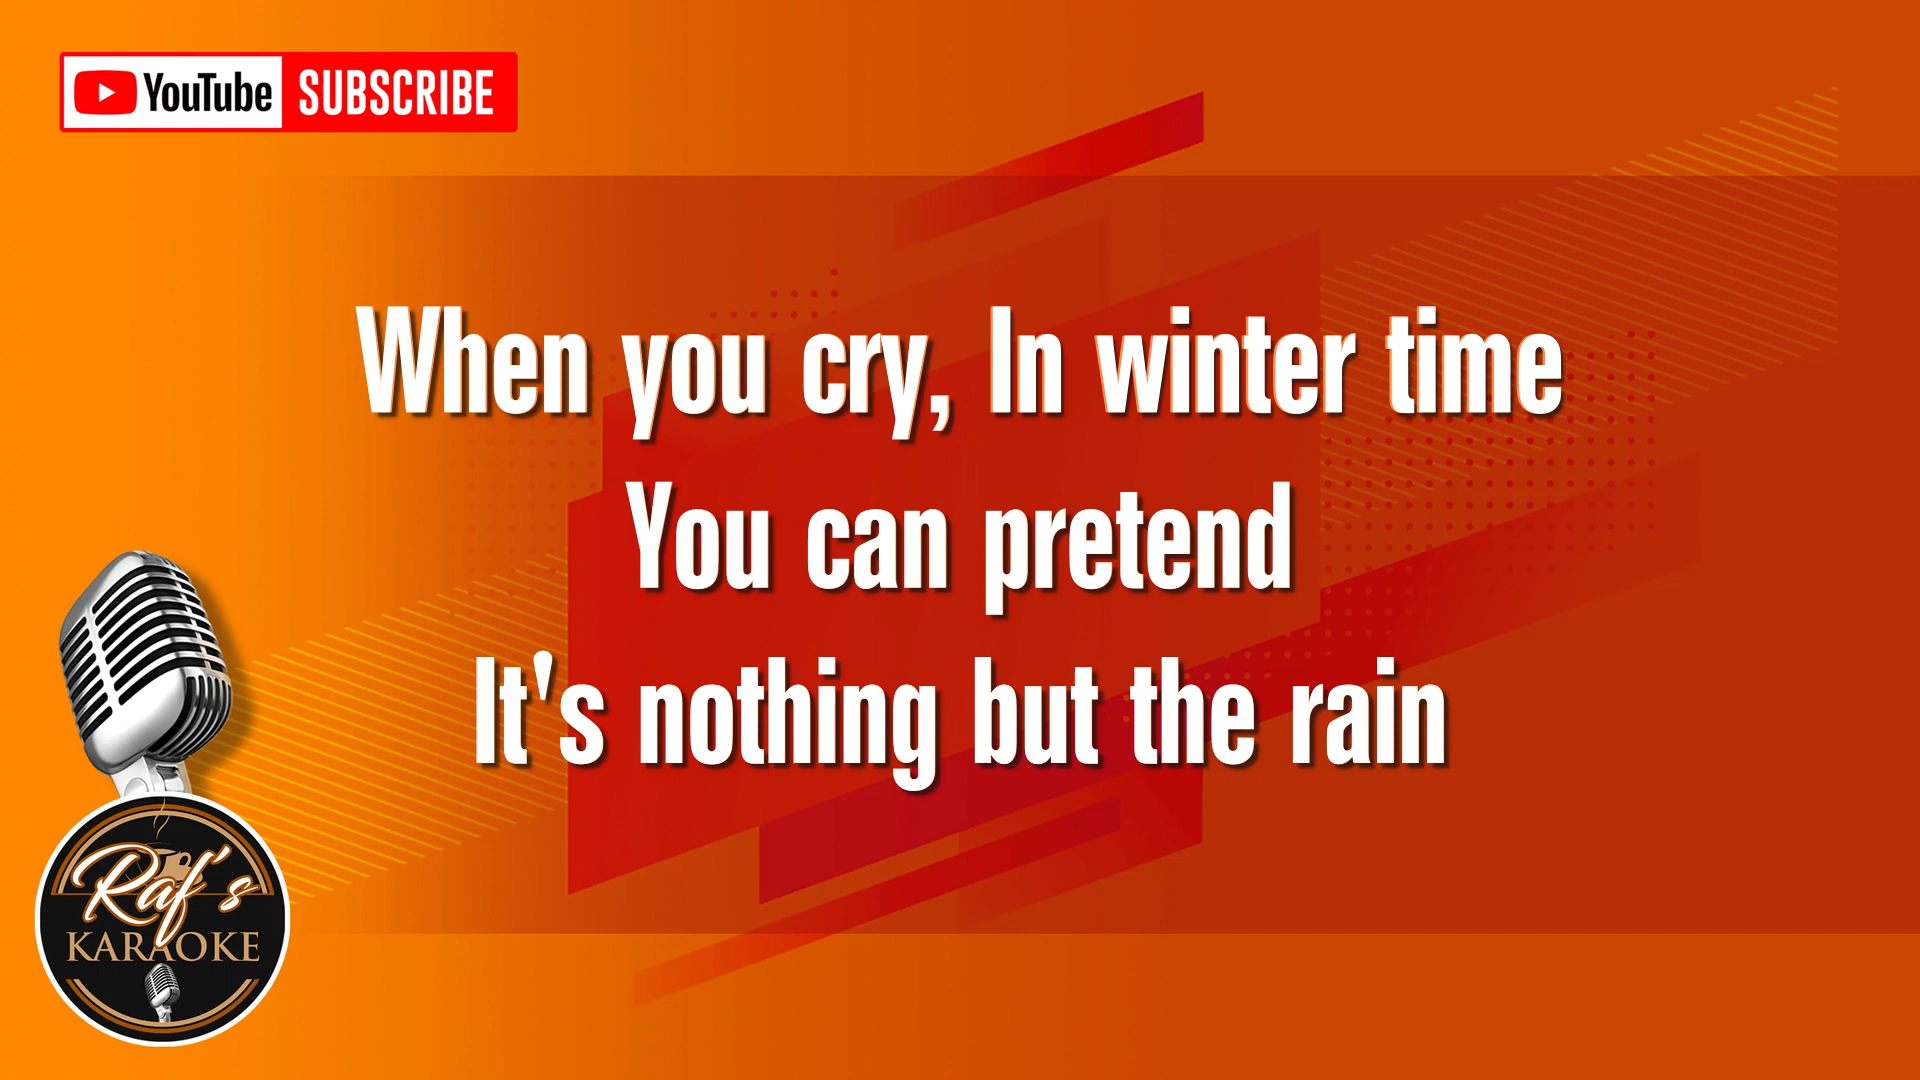 YouTube SUBSCRIBE
When you cry, In winter time
You can pretend
It's nothing but the rain
Raf's
KARAOKE